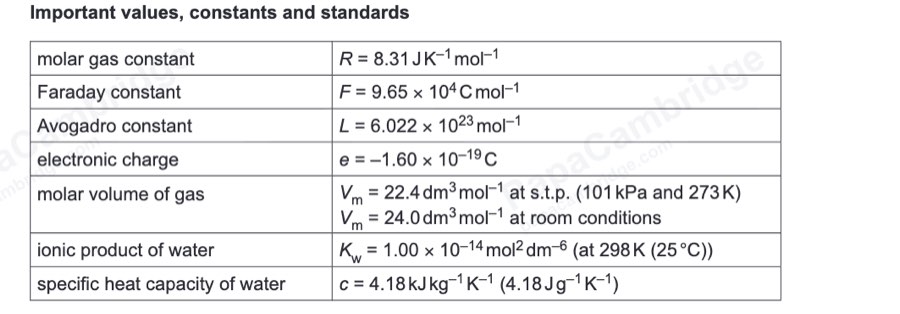 Important values, constants and standards
molar gas constant R = 8.31 J K⁻¹ mol⁻¹
Faraday constant F = 9.65 × 10⁴ C mol⁻¹
Avogadro constant L = 6.022 × 10²³ mol⁻¹
electronic charge e = –1.60 × 10⁻¹⁹ C
molar volume of gas Vₘ = 22.4 dm³ mol⁻¹ at s.t.p. (101 kPa and 273 K)
Vₘ = 24.0 dm³ mol⁻¹ at room conditions
ionic product of water K_w = 1.00 × 10⁻¹⁴ mol² dm⁻⁶ (at 298 K (25 °C))
specific heat capacity of water c = 4.18 kJ kg⁻¹ K⁻¹ (4.18 J g⁻¹ K⁻¹)
PapaCambridge